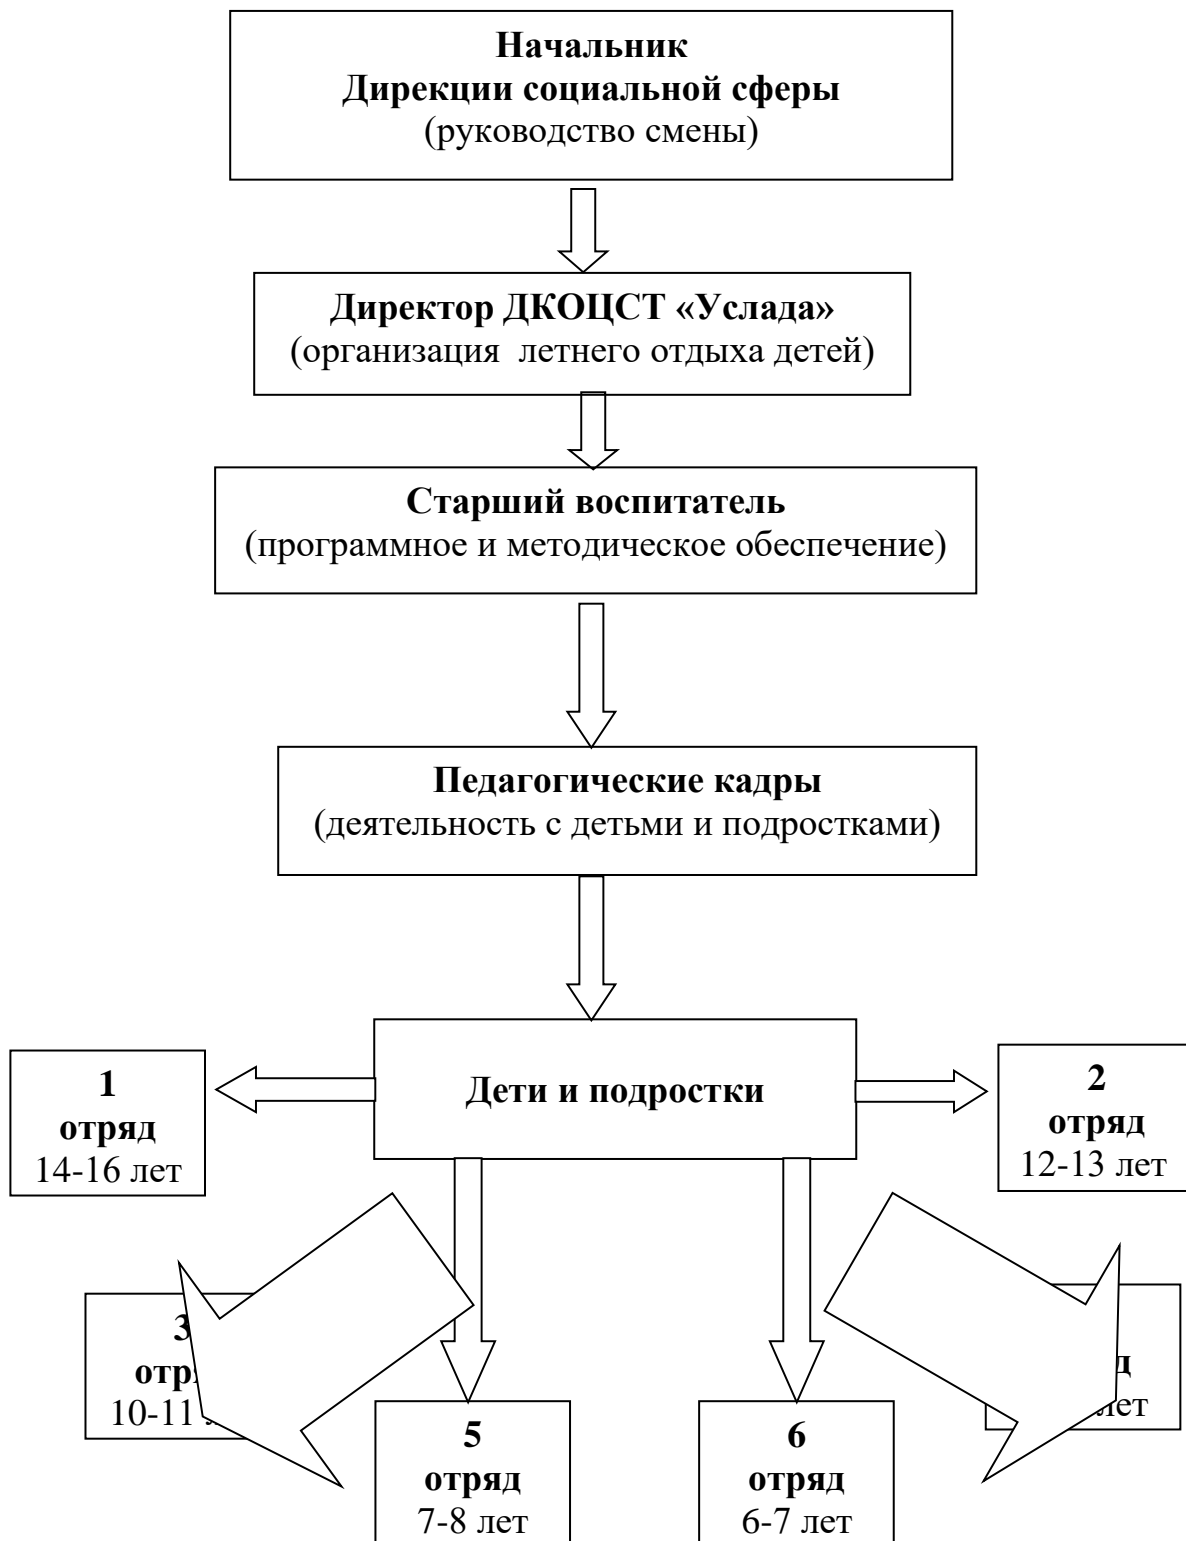 Начальник
Дирекции социальной сферы
(руководство смены)
Директор ДКОЦСТ «Услада»
(организация летнего отдыха детей)
Старший воспитатель
(программное и методическое обеспечение)
Педагогические кадры
(деятельность с детьми и подростками)
Дети и подростки
1
отряд
14-16 лет
2
отряд
12-13 лет
3
10-11
лет
5
отряд
7-8 лет
6
отряд
6-7 лет